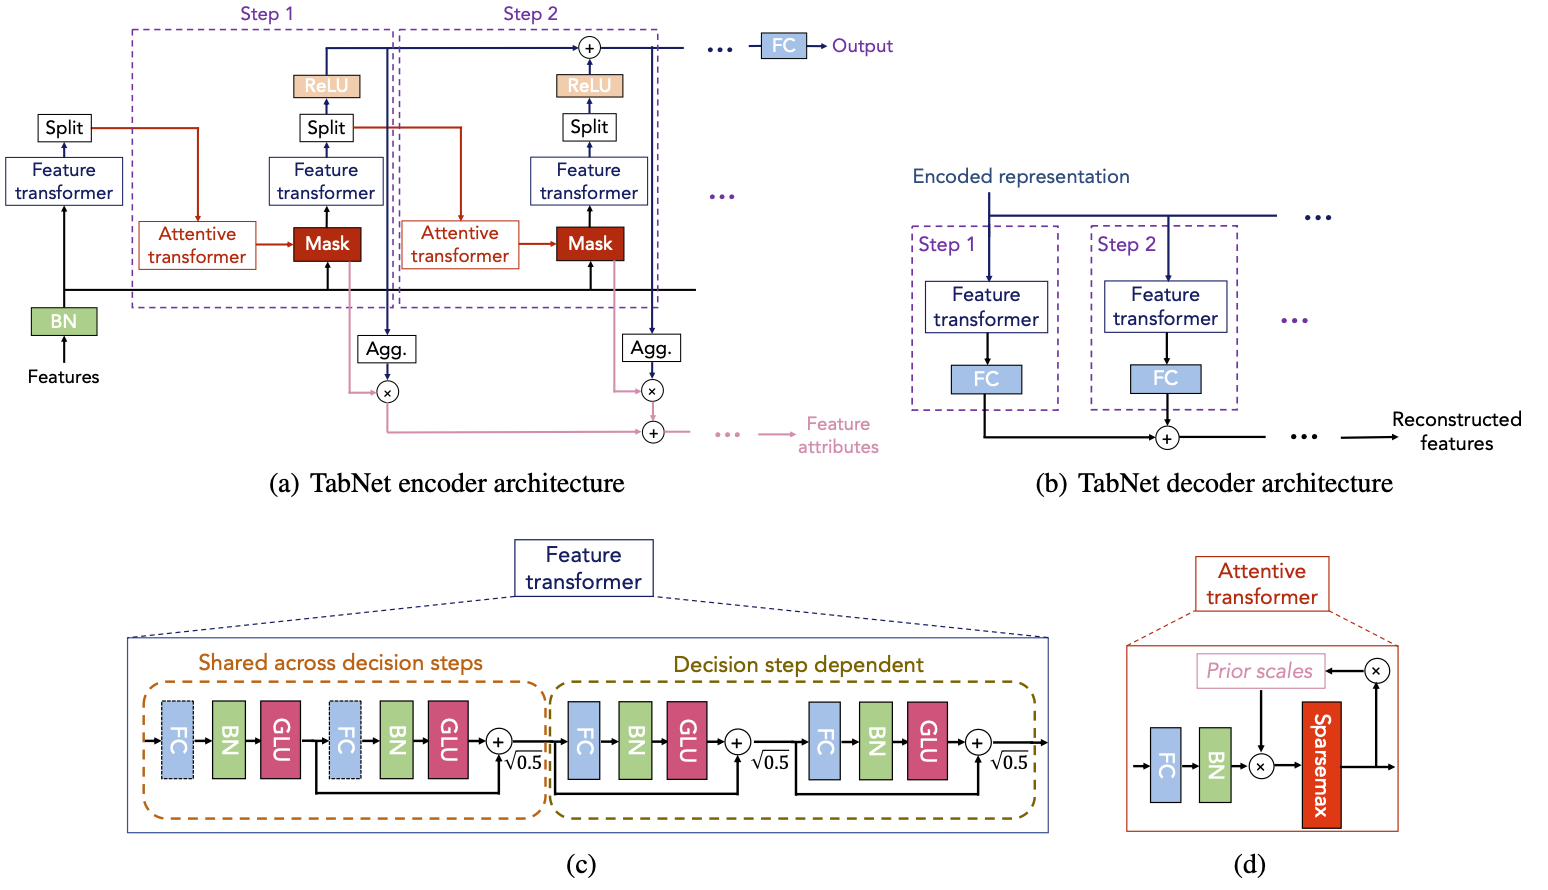 Step 1
Step 2
FC
Output
ReLU
ReLU
Split
Split
Split
Feature
transformer
Feature
transformer
Feature
transformer
Attentive
transformer
Mask
Attentive
transformer
Mask
BN
Features
Agg.
Agg.
×
×
+
+
Feature
attributes
(a) TabNet encoder architecture
Encoded representation
Step 1
Step 2
Feature
transformer
Feature
transformer
FC
FC
+
Reconstructed
features
(b) TabNet decoder architecture
Feature
transformer
Shared across decision steps
Decision step dependent
FC
BN
GLU
FC
BN
GLU
+
√0.5
FC
BN
GLU
+
√0.5
FC
BN
GLU
+
√0.5
(c)
Attentive
transformer
Prior scales
×
FC
BN
×
Sparsemax
(d)